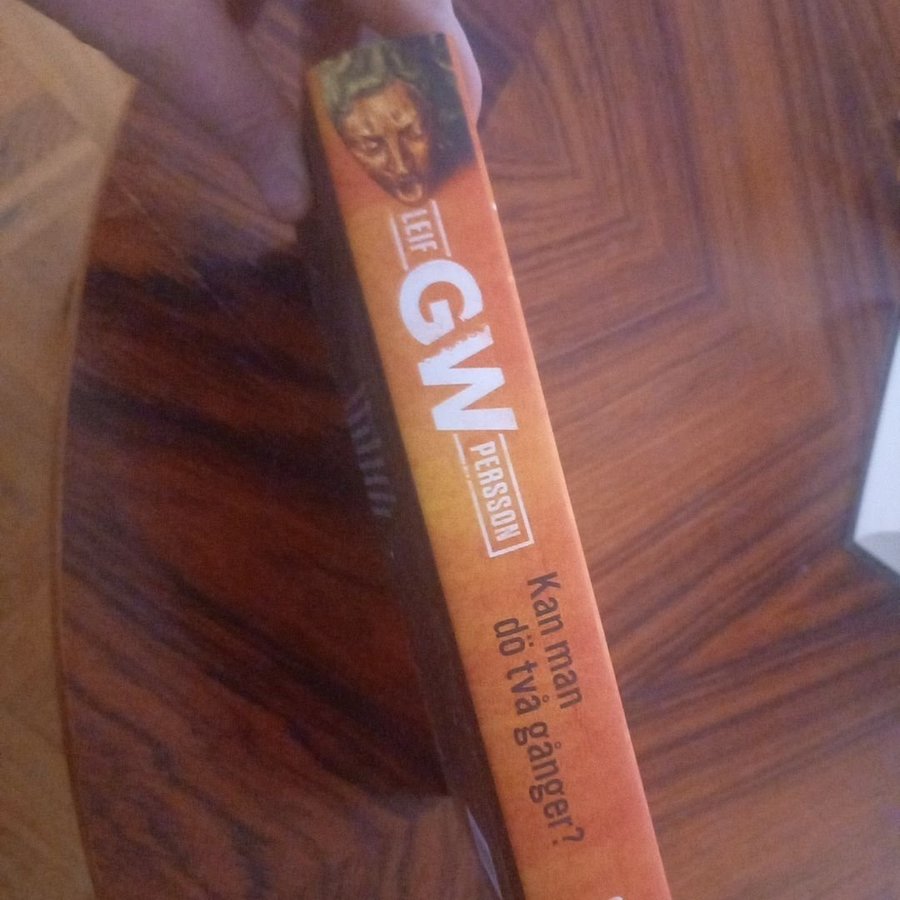 LEIF
GW
PERSSON
Kan man
dö två gånger?